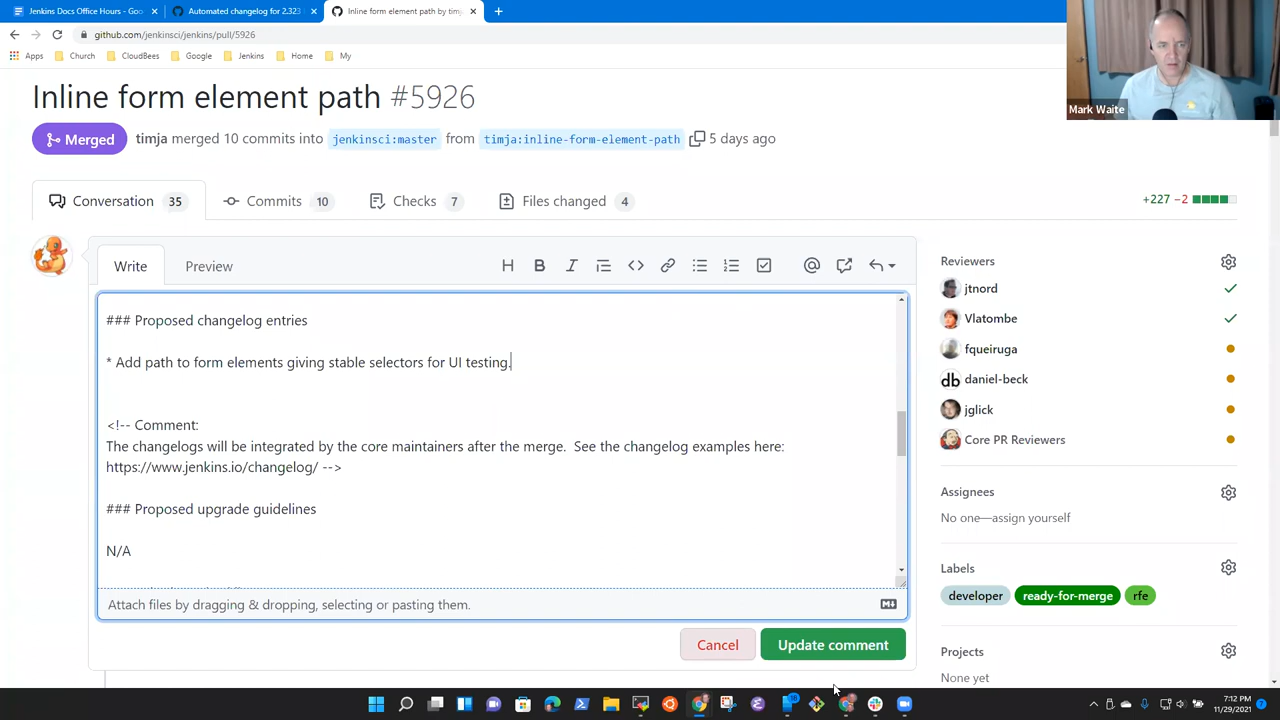 Jenkins Docs Office Hours - Goo
Automated changelog for 2.323
Inline form element path by timja
github.com/jenkinsci/jenkins/pull/5926
Apps
Church
CloudBees
Google
Jenkins
Home
My
Mark Waite
Inline form element path #5926
Merged
timja merged 10 commits into jenkinsci:master from timja:inline-form-element-path 5 days ago
Conversation 35
Commits 10
Checks 7
Files changed 4
+227 −2
Write
Preview
### Proposed changelog entries
* Add path to form elements giving stable selectors for UI testing.
<!-- Comment:
The changelogs will be integrated by the core maintainers after the merge. See the changelog examples here:
https://www.jenkins.io/changelog/ -->
### Proposed upgrade guidelines
N/A
Attach files by dragging & dropping, selecting or pasting them.
Cancel
Update comment
Reviewers
jtnord
Vlatombe
fqueiruga
daniel-beck
jglick
Core PR Reviewers
Assignees
No one—assign yourself
Labels
developer
ready-for-merge
rfe
Projects
None yet
7:12 PM
11/29/2021